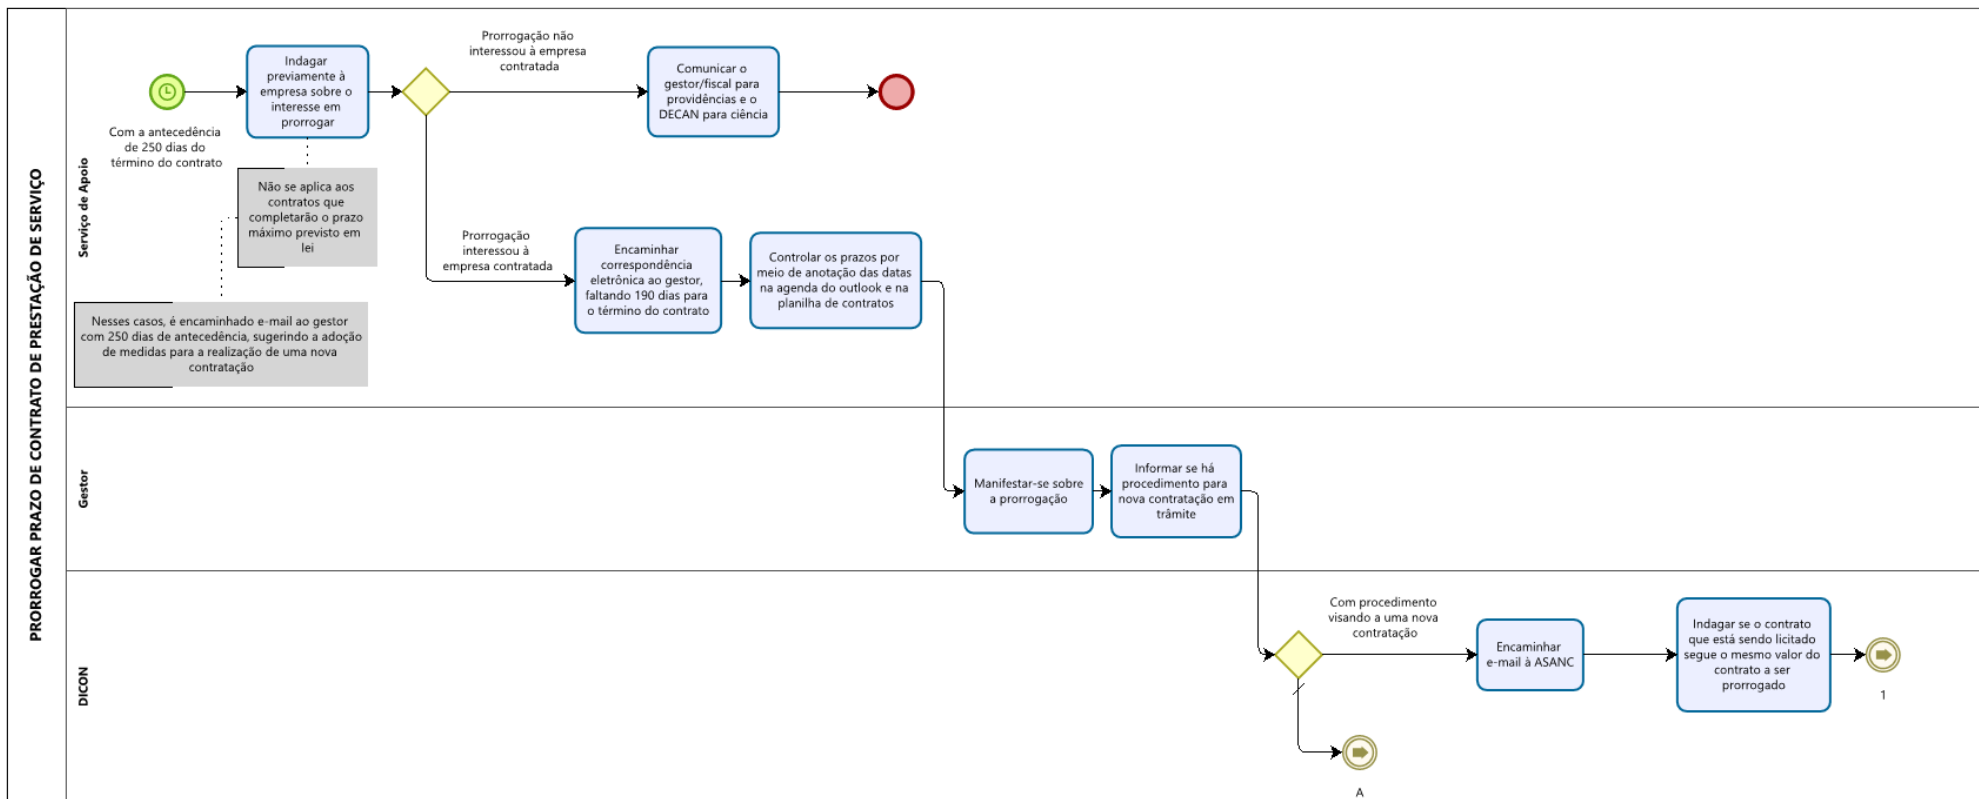 PRORROGAR PRAZO DE CONTRATO DE PRESTAÇÃO DE SERVIÇO
Serviço de Apoio
Com a antecedência
de 250 dias do
término do contrato
Indagar
previamente à
empresa sobre o
interesse em
prorrogar
Não se aplica aos
contratos que
completarão o prazo
máximo previsto em
lei
Nesses casos, é encaminhado e-mail ao gestor
com 250 dias de antecedência, sugerindo a adoção
de medidas para a realização de uma nova
contratação
Prorrogação não
interessou à empresa
contratada
Comunicar o
gestor/fiscal para
providências e o
DECAN para ciência
Prorrogação
interessou à
empresa contratada
Encaminhar
correspondência
eletrônica ao gestor,
faltando 190 dias para
o término do contrato
Controlar os prazos por
meio de anotação das datas
na agenda do outlook e na
planilha de contratos
Gestor
Manifestar-se sobre
a prorrogação
Informar se há
procedimento para
nova contratação em
trâmite
DICON
Com procedimento
visando a uma nova
contratação
Encaminhar
e-mail à ASANC
Indagar se o contrato
que está sendo licitado
segue o mesmo valor do
contrato a ser
prorrogado
1
A